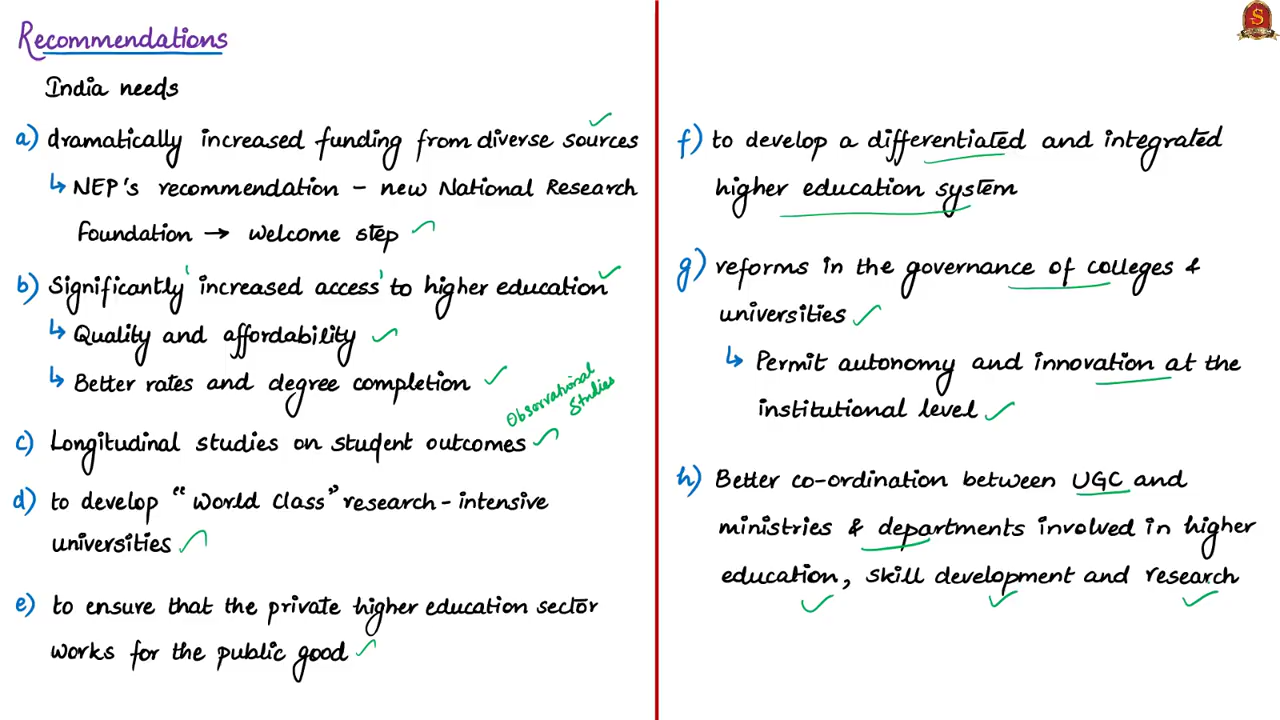 Recommendations
India needs
a) dramatically increased funding from diverse sources
↳ NEP's recommendation - new National Research
Foundation → welcome step
b) Significantly 'increased access' to higher education
↳ Quality and affordability
↳ Better rates and degree completion
Observational
Studies
c) Longitudinal studies on student outcomes
d) to develop "World Class" research-intensive
universities
e) to ensure that the private higher education sector
works for the public good
f) to develop a differentiated and integrated
higher education system
g) reforms in the governance of colleges &
universities
↳ Permit autonomy and innovation at the
institutional level
h) Better co-ordination between UGC and
ministries & departments involved in higher
education, skill development and research
S